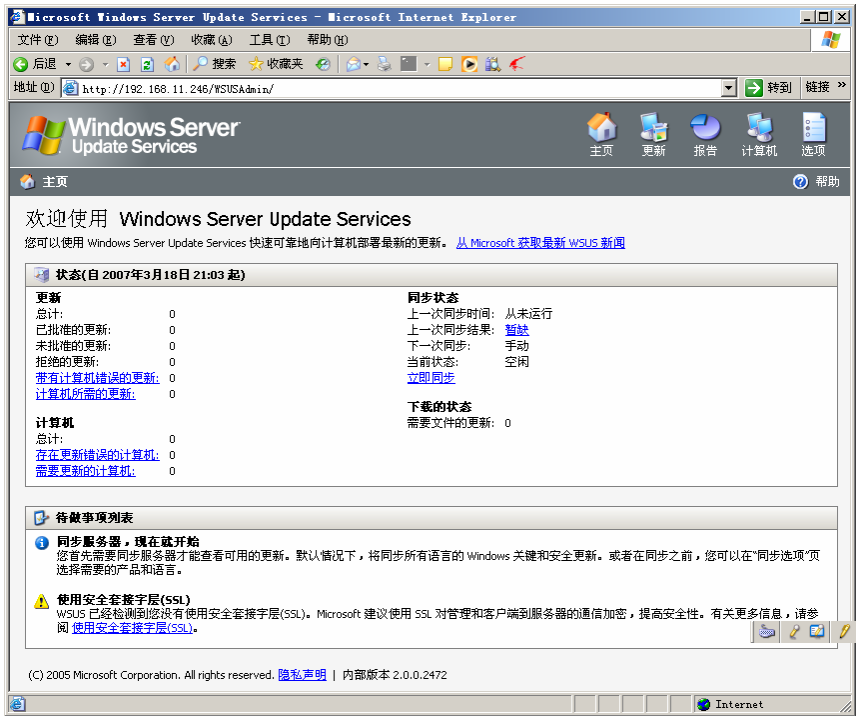 Microsoft Windows Server Update Services - Microsoft Internet Explorer
文件(F) 编辑(E) 查看(V) 收藏(A) 工具(T) 帮助(H)
后退 搜索 收藏夹
地址(D) http://192.168.11.246/WSUSAdmin/ 转到 链接 »
Windows Server
Update Services
主页 更新 报告 计算机 选项
主页 帮助
欢迎使用 Windows Server Update Services
您可以使用 Windows Server Update Services 快速可靠地向计算机部署最新的更新。 从 Microsoft 获取最新 WSUS 新闻
状态(自 2007年3月18日 21:03 起)
更新
总计: 0
已批准的更新: 0
未批准的更新: 0
拒绝的更新: 0
带有计算机错误的更新: 0
计算机所需的更新: 0
计算机
总计: 0
存在更新错误的计算机: 0
需要更新的计算机: 0
同步状态
上一次同步时间: 从未运行
上一次同步结果: 暂缺
下一次同步: 手动
当前状态: 空闲
立即同步
下载的状态
需要文件的更新: 0
待做事项列表
同步服务器，现在就开始
您首先需要同步服务器才能查看可用的更新。默认情况下，将同步所有语言的 Windows 关键和安全更新。或者在同步之前，您可以在“同步选项”页
选择需要的产品和语言。
使用安全套接字层(SSL)
WSUS 已经检测到您没有使用安全套接字层(SSL)。Microsoft 建议使用 SSL 对管理和客户端到服务器的通信加密，提高安全性。有关更多信息，请参
阅 使用安全套接字层(SSL)。
(C) 2005 Microsoft Corporation. All rights reserved. 隐私声明 | 内部版本 2.0.0.2472
Internet